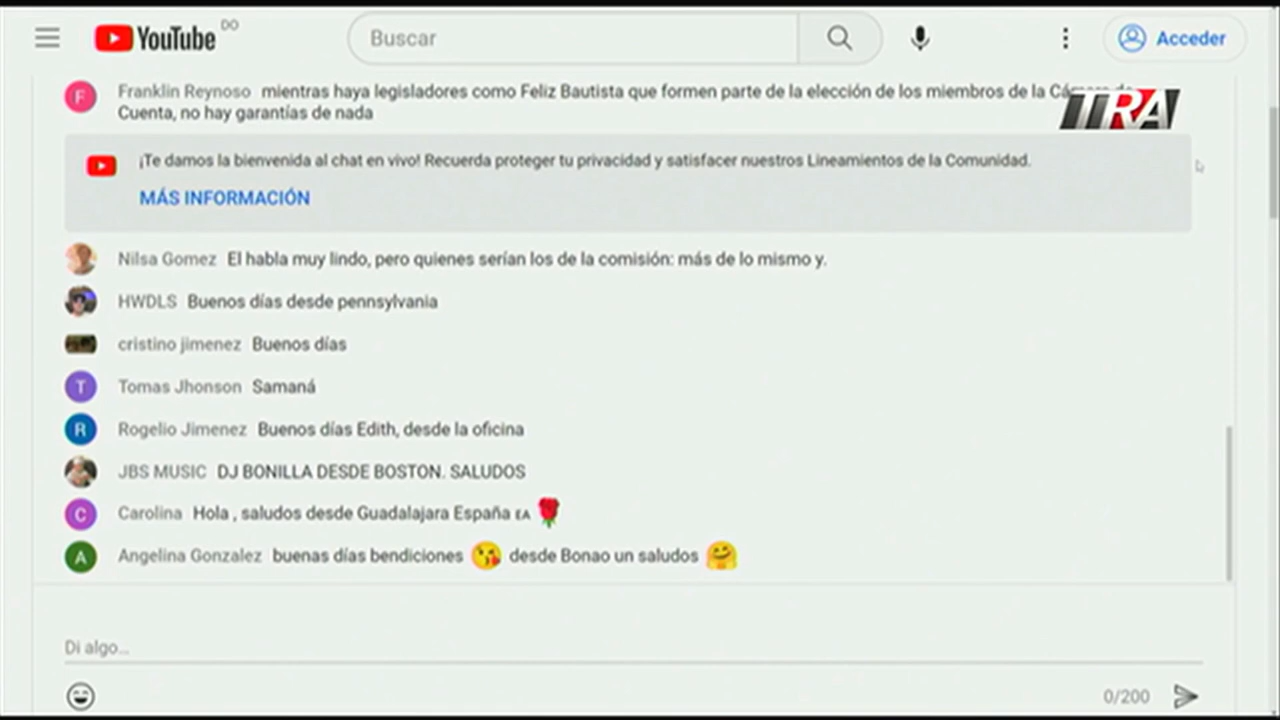 YouTube DO
Buscar
Acceder
Franklin Reynoso mientras haya legisladores como Feliz Bautista que formen parte de la elección de los miembros de la Cámara de
TRA
Cuenta, no hay garantías de nada
¡Te damos la bienvenida al chat en vivo! Recuerda proteger tu privacidad y satisfacer nuestros Lineamientos de la Comunidad.
MÁS INFORMACIÓN
Nilsa Gomez El habla muy lindo, pero quienes serían los de la comisión: más de lo mismo y.
HWDLS Buenos días desde pennsylvania
cristino jimenez Buenos días
T Tomas Jhonson Samaná
R Rogelio Jimenez Buenos días Edith, desde la oficina
JBS MUSIC DJ BONILLA DESDE BOSTON. SALUDOS
C Carolina Hola , saludos desde Guadalajara España 🌹
A Angelina Gonzalez buenas días bendiciones 😘 desde Bonao un saludos 🤗
Di algo...
0/200